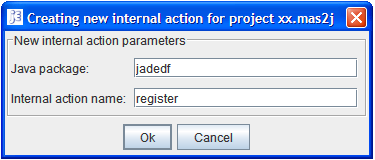 Creating new internal action for project xx.mas2j
New internal action parameters
Java package: jadedf
Internal action name: register
Ok Cancel